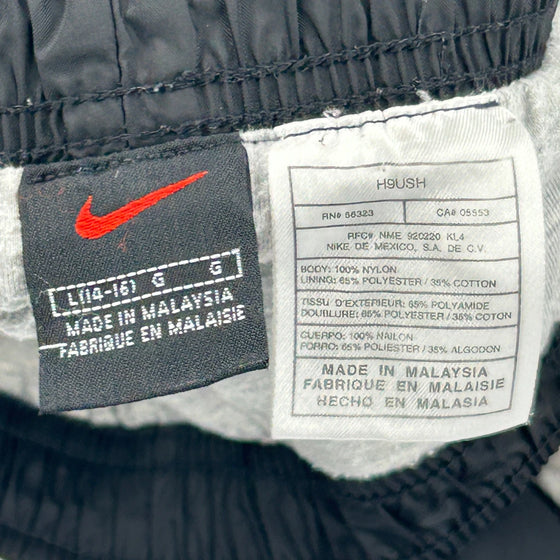 L(14-16) G G
MADE IN MALAYSIA
FABRIQUE EN MALAISIE
H9USH
RN# 56323 CA# 05553
RFC# NME 920220 KL4
NIKE DE MEXICO, S.A. DE C.V.
BODY: 100% NYLON
LINING: 65% POLYESTER / 35% COTTON
TISSU D'EXTERIEUR: 65% POLYAMIDE
DOUBLURE: 65% POLYESTER / 35% COTON
CUERPO: 100% NAILON
FORRO: 65% POLIESTER / 35% ALGODON
MADE IN MALAYSIA
FABRIQUE EN MALAISIE
HECHO EN MALASIA